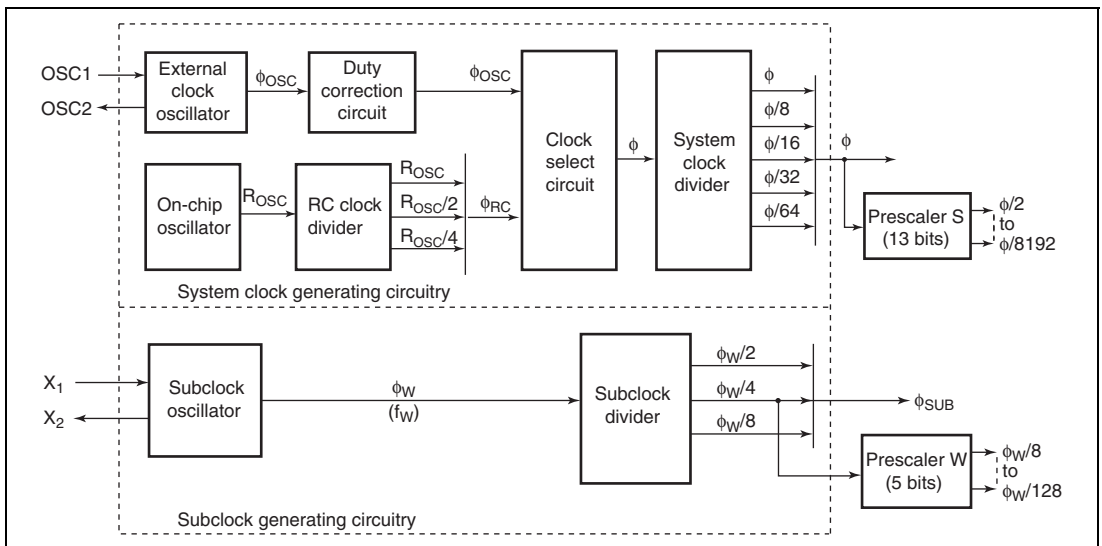 OSC1
OSC2
External
clock
oscillator
φOSC
Duty
correction
circuit
φOSC
On-chip
oscillator
ROSC
RC clock
divider
ROSC
ROSC/2
ROSC/4
φRC
Clock
select
circuit
φ
System
clock
divider
φ
φ/8
φ/16
φ/32
φ/64
φ
Prescaler S
(13 bits)
φ/2
to
φ/8192
System clock generating circuitry
X1
X2
Subclock
oscillator
φW
(fW)
Subclock
divider
φW/2
φW/4
φW/8
φSUB
Prescaler W
(5 bits)
φW/8
to
φW/128
Subclock generating circuitry